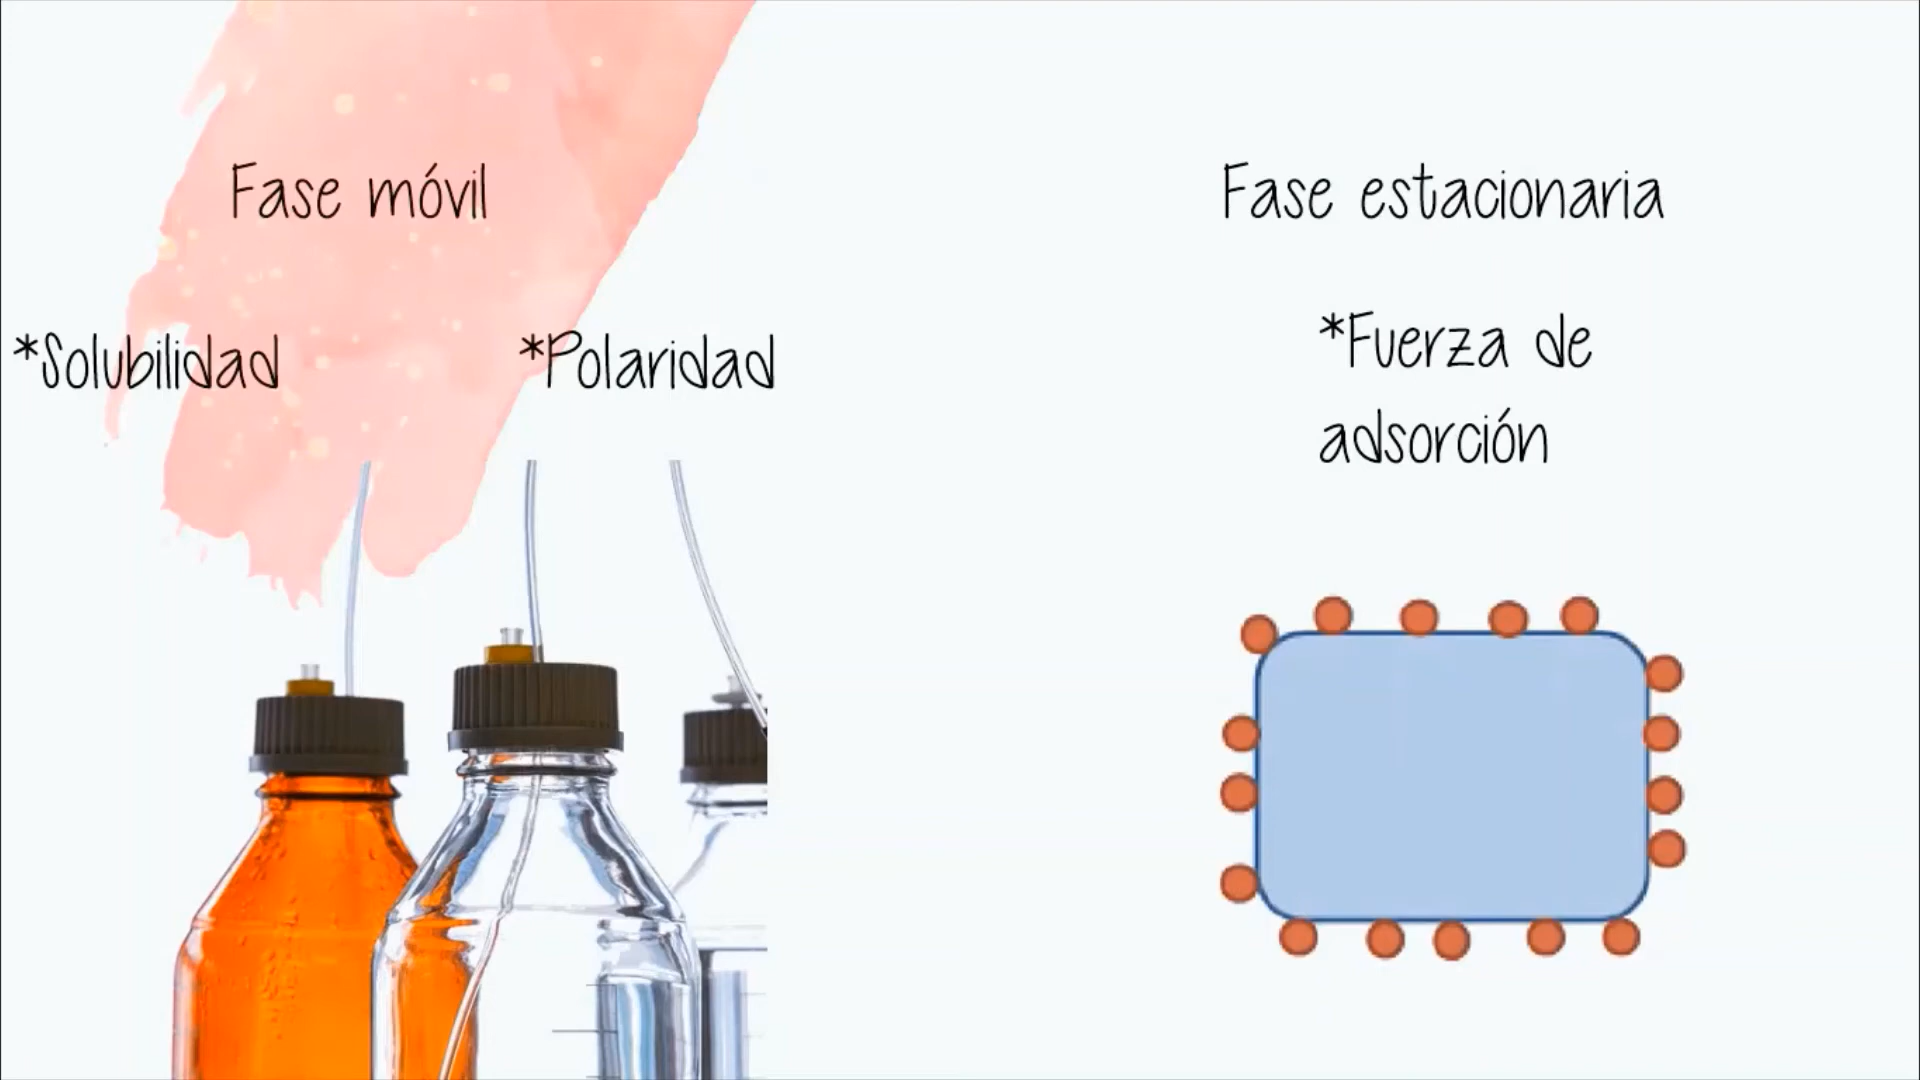 Fase móvil
*Solubilidad
*Polaridad
Fase estacionaria
*Fuerza de
adsorción